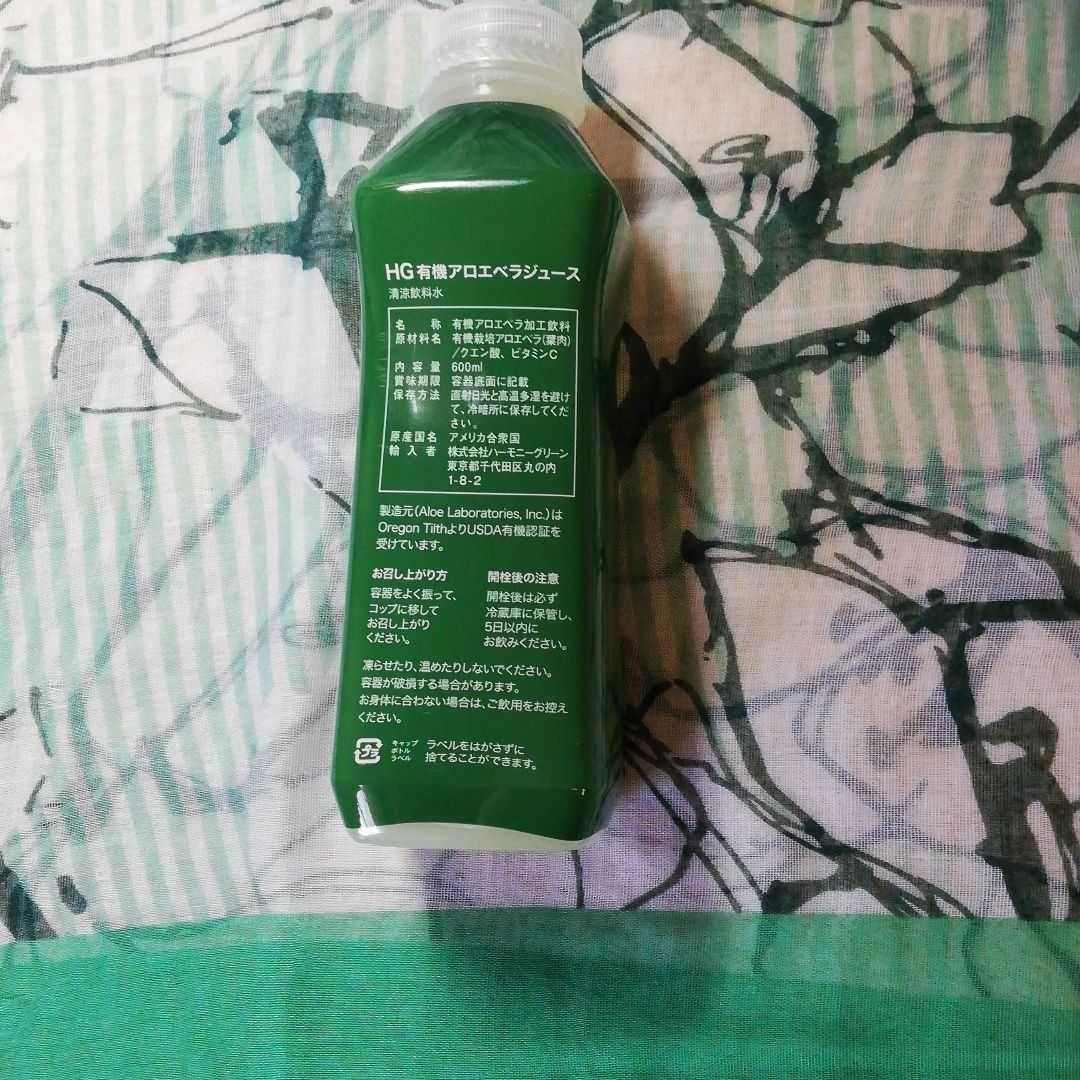 HG有機アロエベラジュース
清涼飲料水
名称 有機アロエベラ加工飲料
原材料名 有機栽培アロエベラ(葉肉)
/クエン酸、ビタミンC
内容量 600ml
賞味期限 容器底面に記載
保存方法 直射日光と高温多湿を避け
て、冷暗所に保存してくだ
さい。
原産国名 アメリカ合衆国
輸入者 株式会社ハーモニーグリーン
東京都千代田区丸の内
1-8-2
製造元(Aloe Laboratories, Inc.)は
Oregon TilthよりUSDA有機認証を
受けています。
お召し上がり方
容器をよく振って、
コップに移して
お召し上がり
ください。
開栓後の注意
開栓後は必ず
冷蔵庫に保管し、
5日以内に
お飲みください。
凍らせたり、温めたりしないでください。
容器が破損する場合があります。
お身体に合わない場合は、ご飲用をお控え
ください。
プラ
キャップ
ボトル
ラベル
ラベルをはがさずに
捨てることができます。